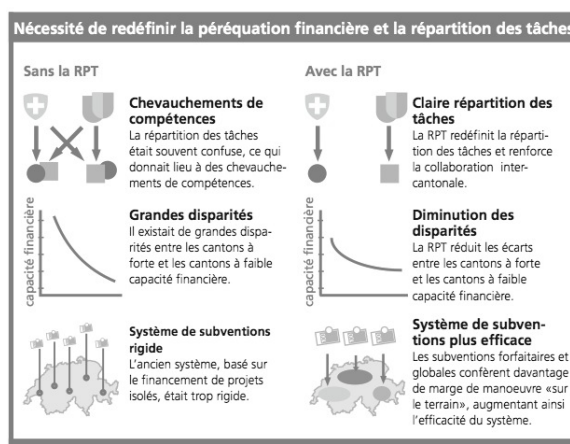 Nécessité de redéfinir la péréquation financière et la répartition des tâches
Sans la RPT
Chevauchements de
compétences
La répartition des tâches
était souvent confuse, ce qui
donnait lieu à des chevauche-
ments de compétences.
capacité financière
Grandes disparités
Il existait de grandes dispa-
rités entre les cantons à
forte et les cantons à faible
capacité financière.
Système de subventions
rigide
L'ancien système, basé sur
le financement de projets
isolés, était trop rigide.
Avec la RPT
Claire répartition des
tâches
La RPT redéfinit la réparti-
tion des tâches et renforce
la collaboration inter-
cantonale.
capacité financière
Diminution des
disparités
La RPT réduit les écarts
entre les cantons à forte
et les cantons à faible
capacité financière.
Système de subven-
tions plus efficace
Les subventions forfaitaires et
globales confèrent davantage
de marge de manoeuvre «sur
le terrain», augmentant ainsi
l'efficacité du système.